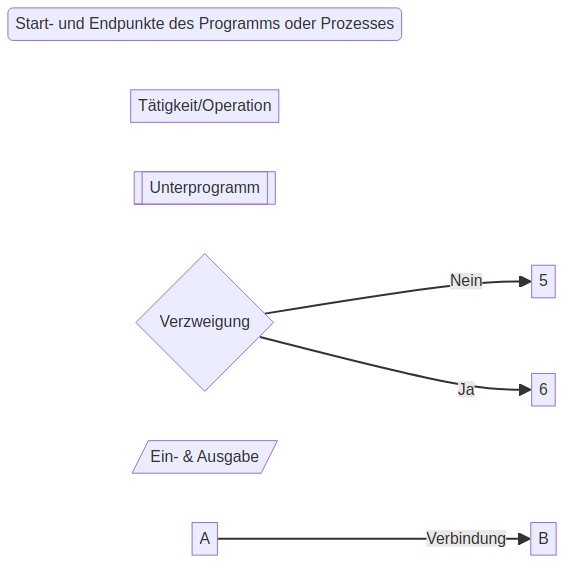 Start- und Endpunkte des Programms oder Prozesses
Tätigkeit/Operation
Unterprogramm
Verzweigung
Nein
5
Ja
6
Ein- & Ausgabe
A
Verbindung
B